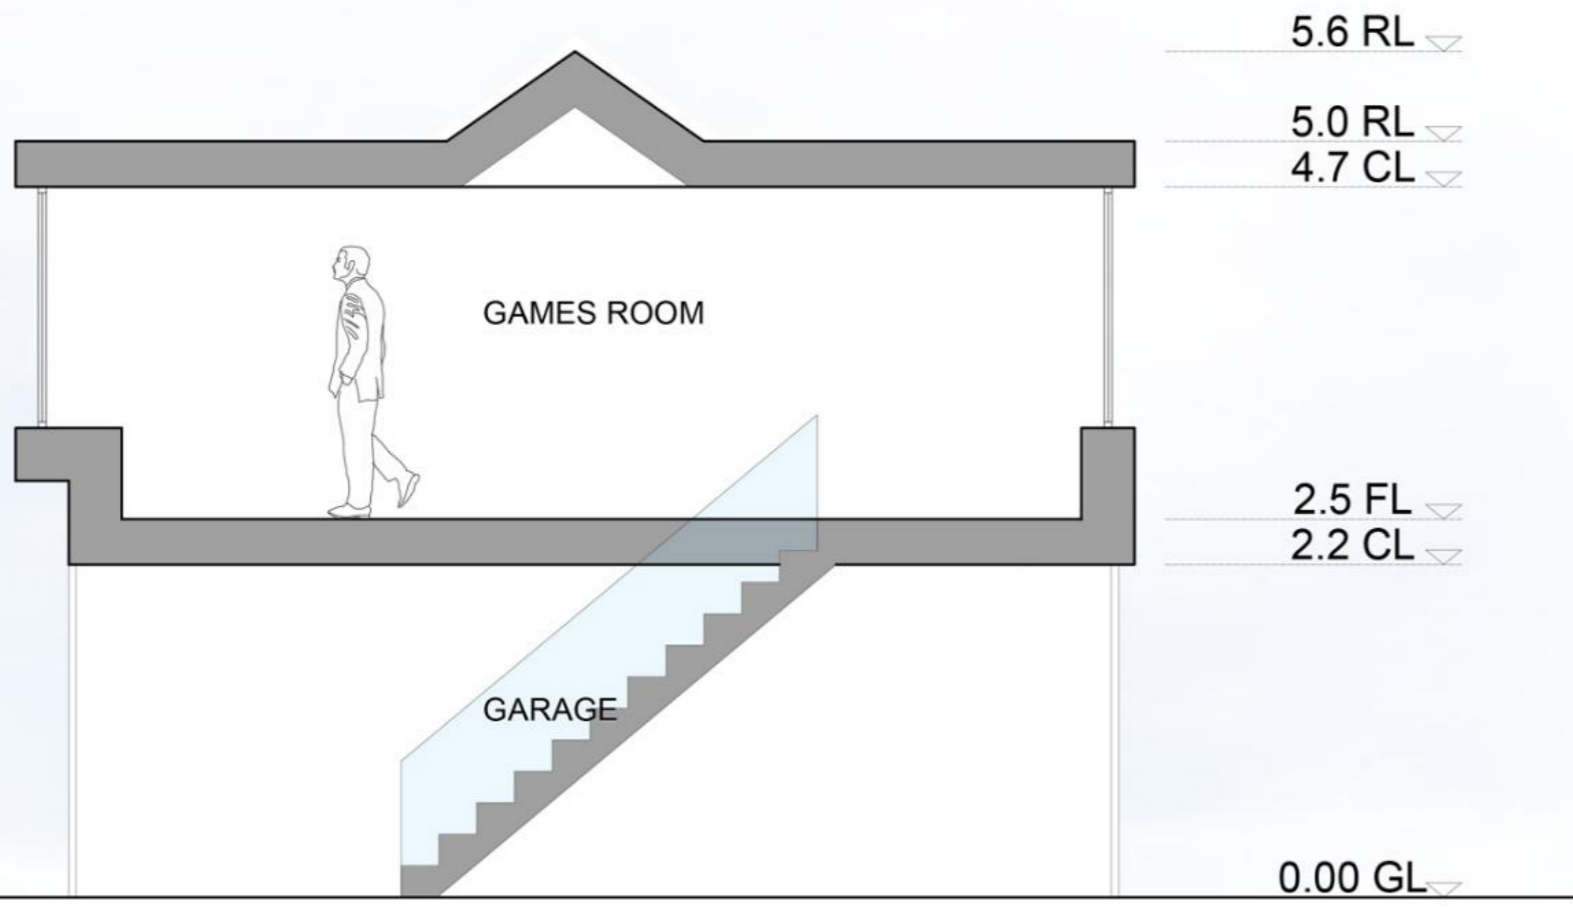 5.6 RL
5.0 RL
4.7 CL
GAMES ROOM
2.5 FL
2.2 CL
GARAGE
0.00 GL